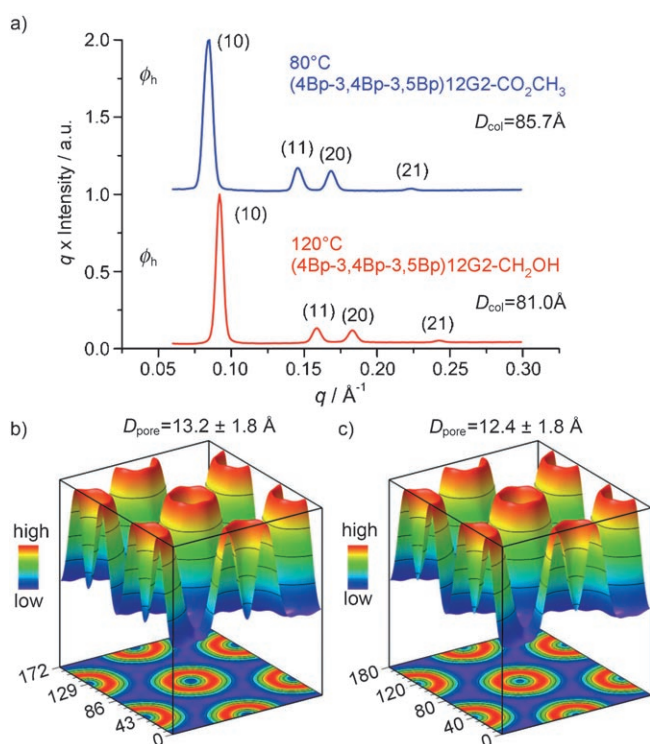 a)
2.0
1.5
1.0
0.5
0.0
q x Intensity / a.u.
ϕh
(10)
80°C
(4Bp-3,4Bp-3,5Bp)12G2-CO₂CH₃
Dcol=85.7Å
(11)
(20)
(21)
(10)
120°C
ϕh
(4Bp-3,4Bp-3,5Bp)12G2-CH₂OH
Dcol=81.0Å
(11)
(20)
(21)
0.05 0.10 0.15 0.20 0.25 0.30
q / Å⁻¹
b) Dpore=13.2 ± 1.8 Å
high
low
172
129
86
43
0
c) Dpore=12.4 ± 1.8 Å
high
low
180
120
80
40
0